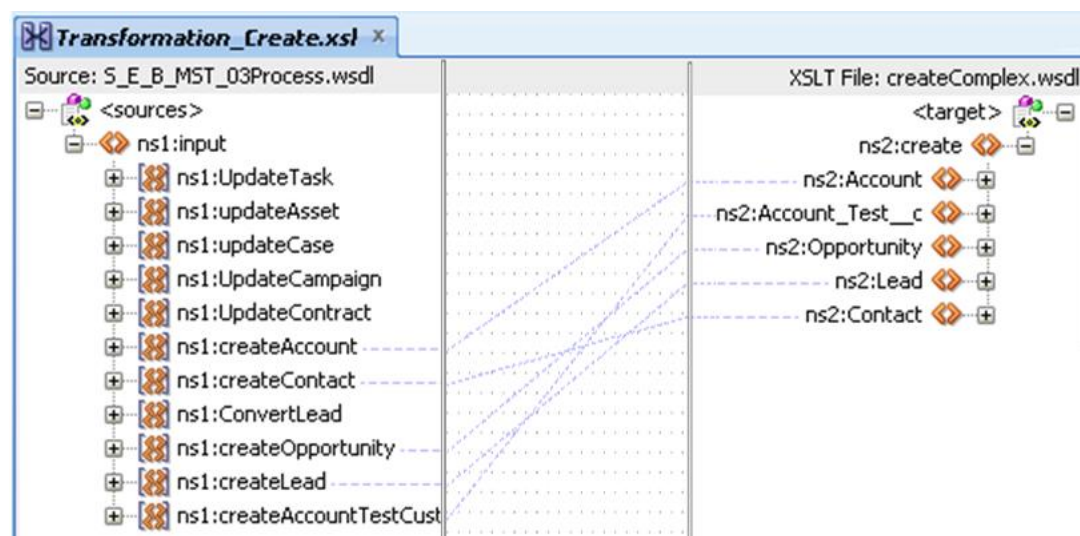 Transformation_Create.xsl
Source: S_E_B_MST_03Process.wsdl
<sources>
ns1:input
ns1:UpdateTask
ns1:updateAsset
ns1:updateCase
ns1:UpdateCampaign
ns1:UpdateContract
ns1:createAccount
ns1:createContact
ns1:ConvertLead
ns1:createOpportunity
ns1:createLead
ns1:createAccountTestCust
XSLT File: createComplex.wsdl
<target>
ns2:create
ns2:Account
ns2:Account_Test__c
ns2:Opportunity
ns2:Lead
ns2:Contact